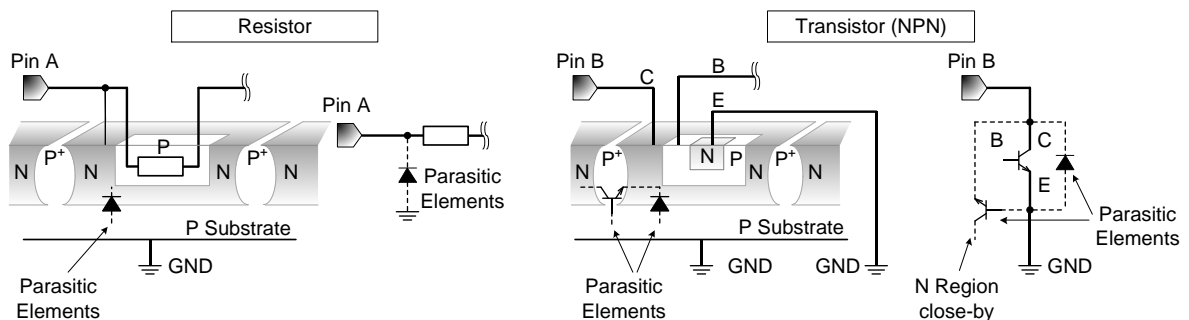 Resistor
Pin A
N
P+
N
P
N
P+
N
P Substrate
GND
Parasitic
Elements
Pin A
Parasitic
Elements
Transistor (NPN)
Pin B
C
B
E
N
P+
N
N
P
P+
N
N
P Substrate
GND
GND
Parasitic
Elements
Pin B
B
C
E
Parasitic
Elements
GND
N Region
close-by